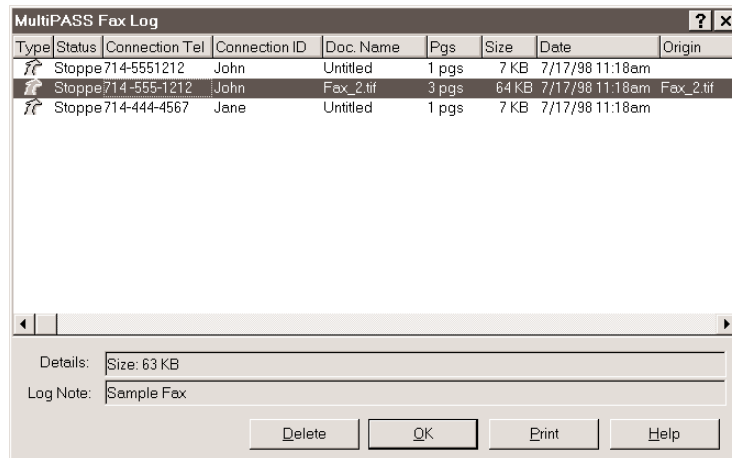 MultiPASS Fax Log
Type Status Connection Tel Connection ID Doc. Name Pgs Size Date Origin
Stoppe 714-5551212 John Untitled 1 pgs 7 KB 7/17/98 11:18am
Stoppe 714-555-1212 John Fax_2.tif 3 pgs 64 KB 7/17/98 11:18am Fax_2.tif
Stoppe 714-444-4567 Jane Untitled 1 pgs 7 KB 7/17/98 11:18am
Details: Size: 63 KB
Log Note: Sample Fax
Delete OK Print Help